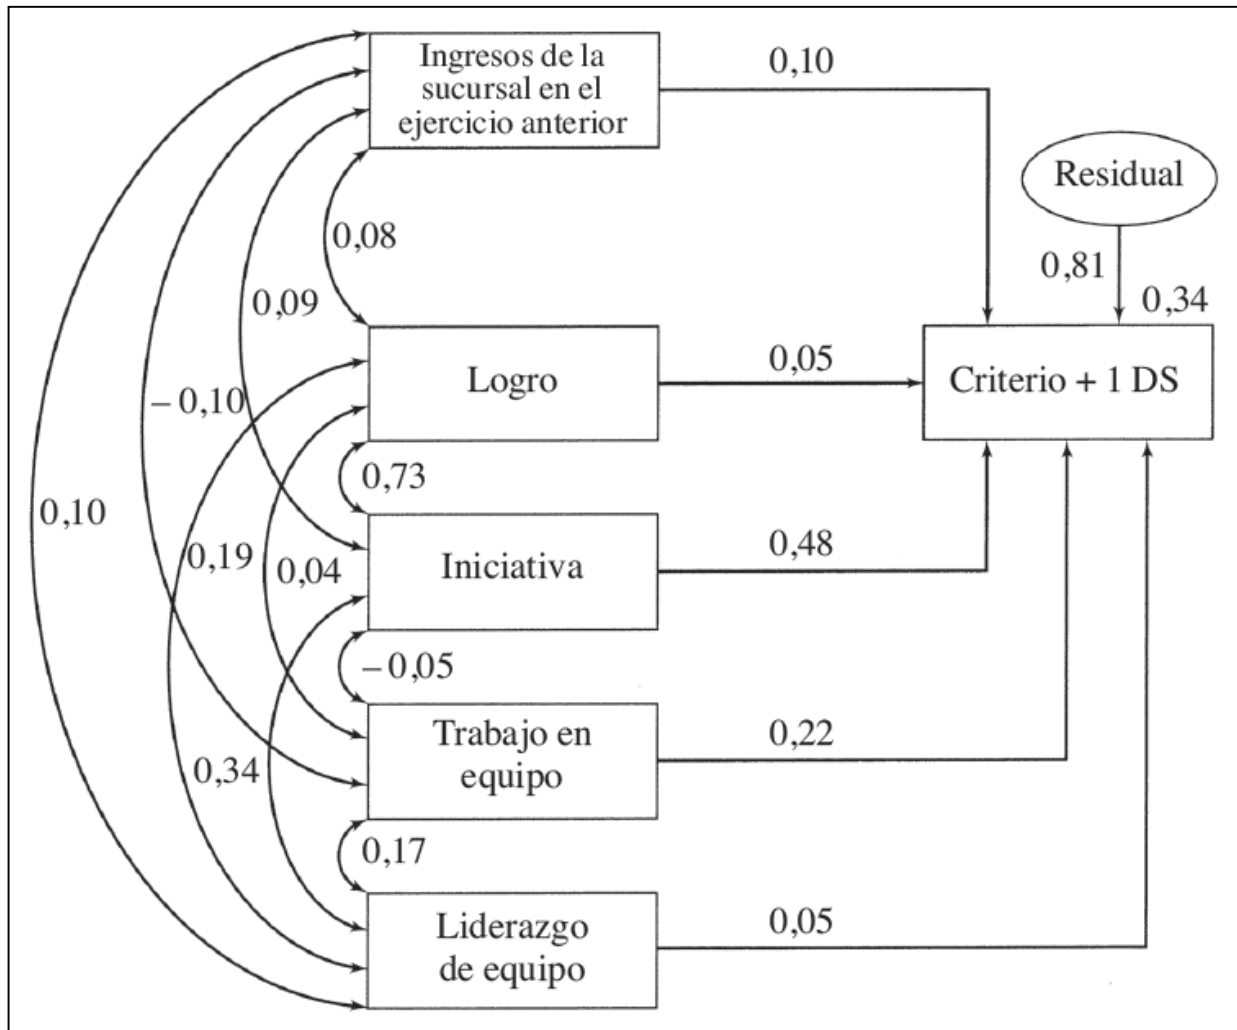 Ingresos de la
sucursal en el
ejercicio anterior
0,10
Residual
0,08
0,81
0,34
0,09
Logro
0,05
Criterio + 1 DS
– 0,10
0,73
0,10
0,19
0,04
Iniciativa
0,48
– 0,05
Trabajo en
equipo
0,22
0,34
0,17
Liderazgo
de equipo
0,05